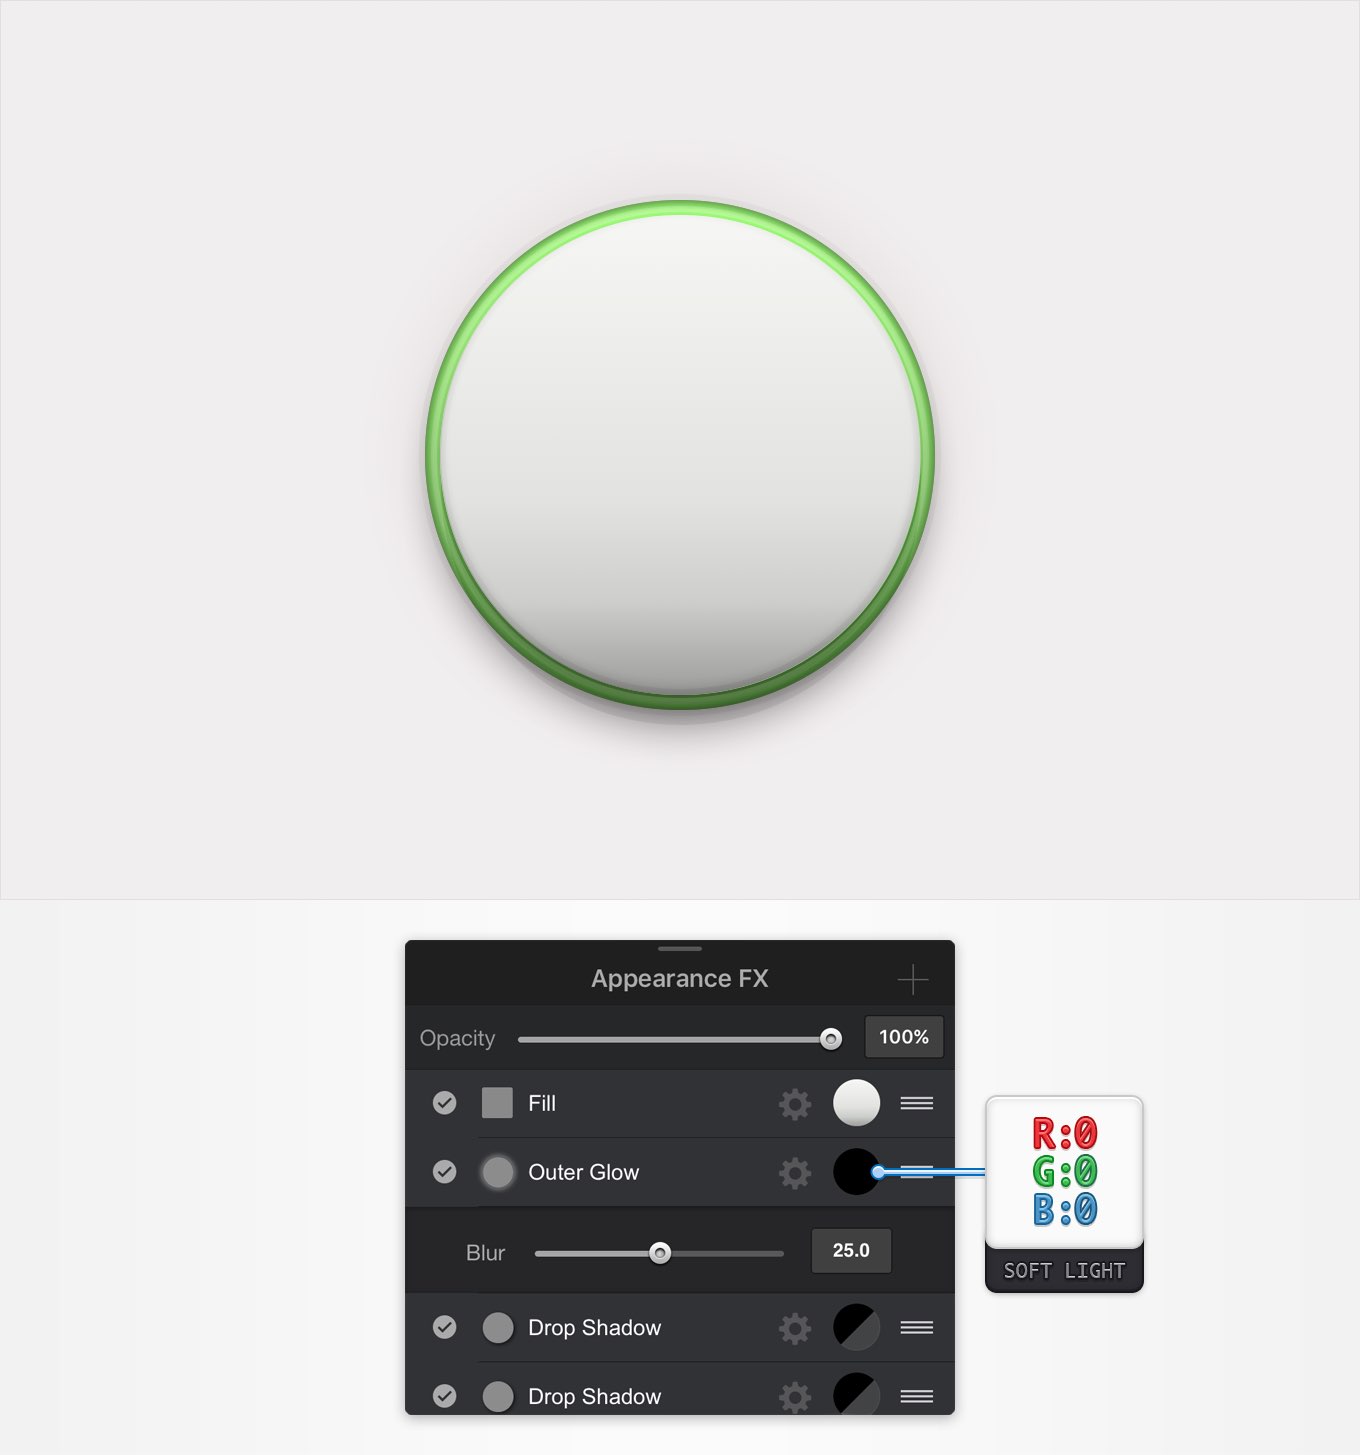 Appearance FX
Opacity 100%
Fill
Outer Glow
R:0
G:0
B:0
Blur 25.0
SOFT LIGHT
Drop Shadow
Drop Shadow